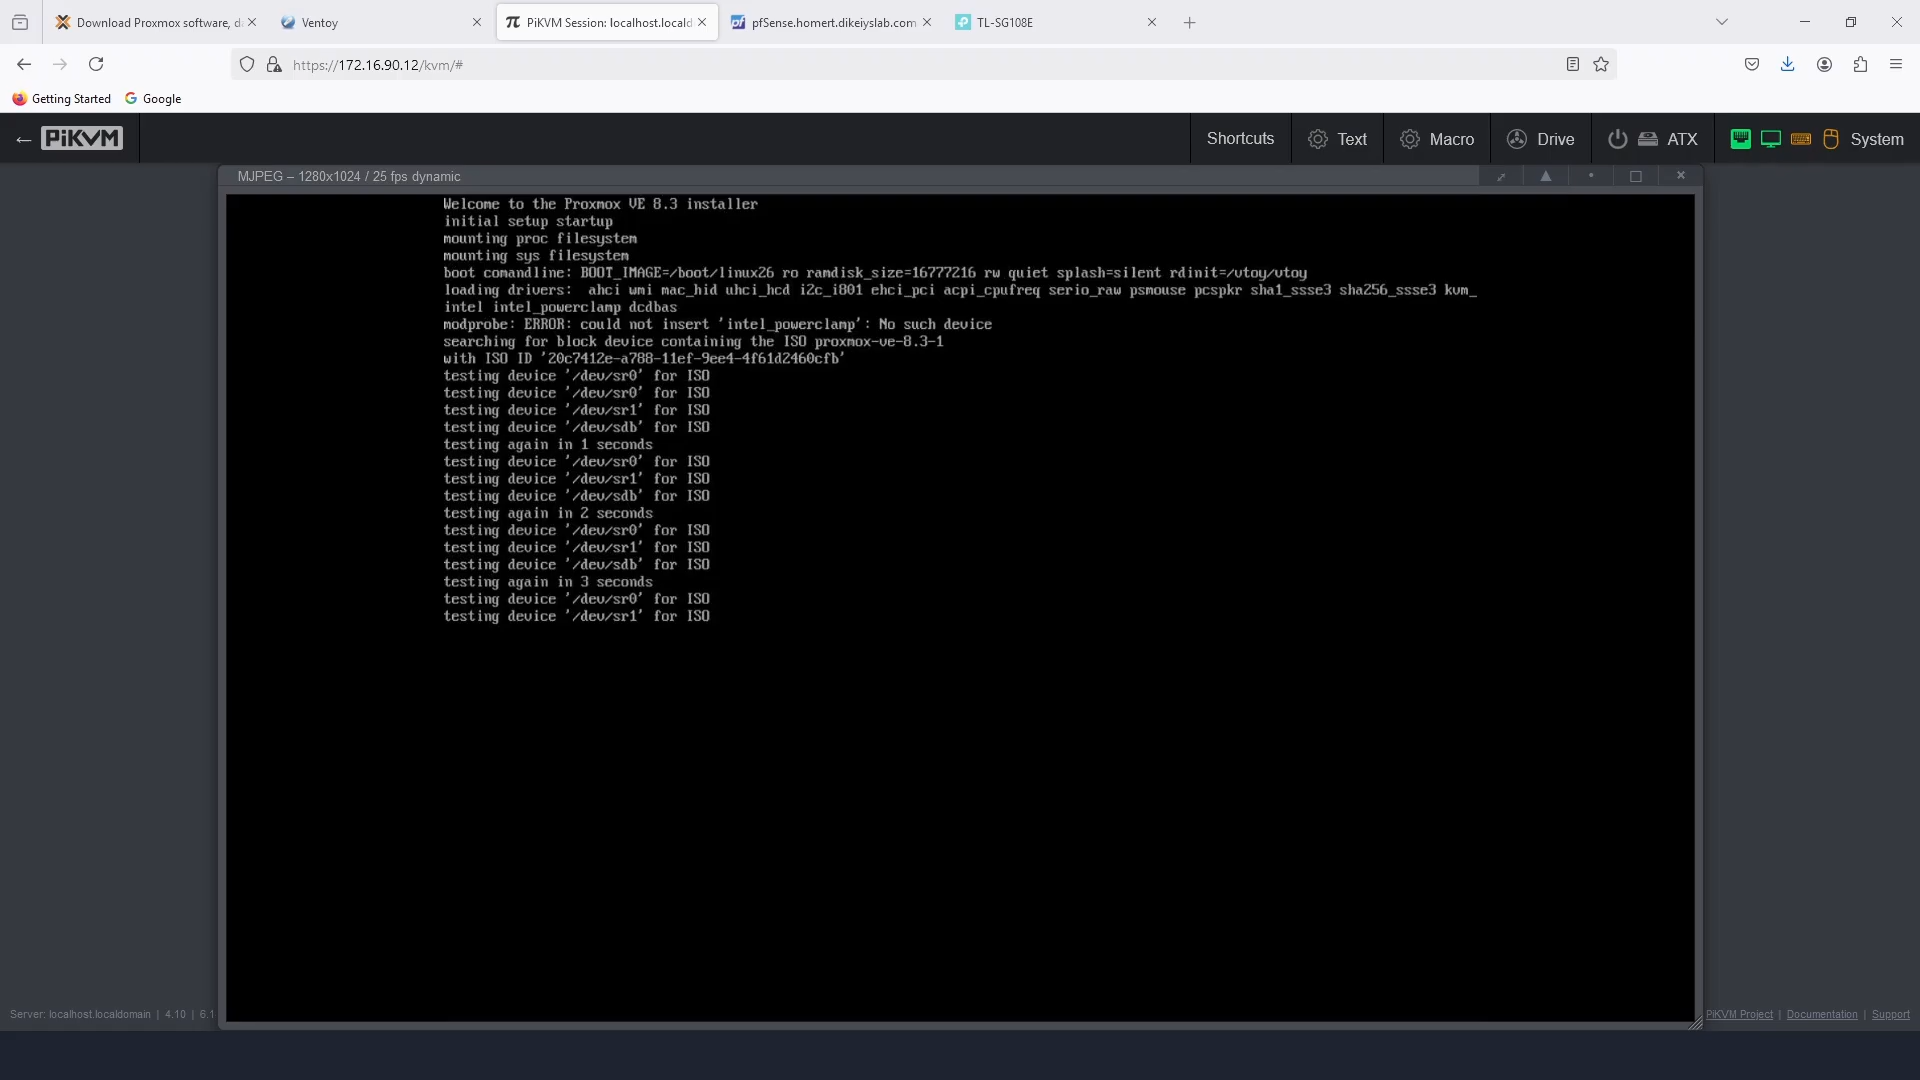 Download Proxmox software, da
Ventoy
PiKVM Session: localhost.locald
pfSense.homert.dikeiyslab.com
TL-SG108E
https://172.16.90.12/kvm/#
Getting Started
Google
PiKVM
Shortcuts
Text
Macro
Drive
ATX
System
MJPEG – 1280x1024 / 25 fps dynamic
Welcome to the Proxmox VE 8.3 installer
initial setup startup
mounting proc filesystem
mounting sys filesystem
boot comandline: BOOT_IMAGE=/boot/linux26 ro ramdisk_size=16777216 rw quiet splash=silent rdinit=/vtoy/vtoy
loading drivers:  ahci wmi mac_hid uhci_hcd i2c_i801 ehci_pci acpi_cpufreq serio_raw psmouse pcspkr sha1_ssse3 sha256_ssse3 kvm_
intel intel_powerclamp dcdbas
modprobe: ERROR: could not insert 'intel_powerclamp': No such device
searching for block device containing the ISO proxmox-ve-8.3-1
with ISO ID '20c7412e-a788-11ef-9ee4-4f61d2460cfb'
testing device '/dev/sr0' for ISO
testing device '/dev/sr0' for ISO
testing device '/dev/sr1' for ISO
testing device '/dev/sdb' for ISO
testing again in 1 seconds
testing device '/dev/sr0' for ISO
testing device '/dev/sr1' for ISO
testing device '/dev/sdb' for ISO
testing again in 2 seconds
testing device '/dev/sr0' for ISO
testing device '/dev/sr1' for ISO
testing device '/dev/sdb' for ISO
testing again in 3 seconds
testing device '/dev/sr0' for ISO
testing device '/dev/sr1' for ISO
Server: localhost.localdomain | 4.10 | 6.1
PiKVM Project | Documentation | Support